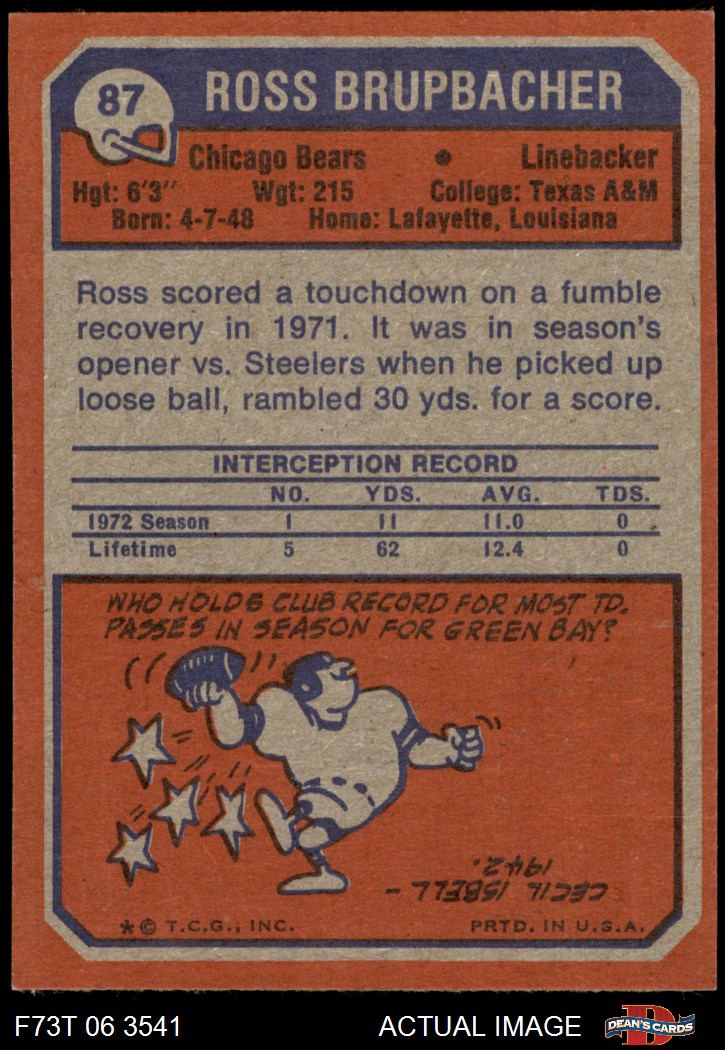 87
ROSS BRUPBACHER
Chicago Bears • Linebacker
Hgt: 6'3" Wgt: 215 College: Texas A&M
Born: 4-7-48 Home: Lafayette, Louisiana
Ross scored a touchdown on a fumble
recovery in 1971. It was in season's
opener vs. Steelers when he picked up
loose ball, rambled 30 yds. for a score.
INTERCEPTION RECORD
NO. YDS. AVG. TDS.
1972 Season 1 11 11.0 0
Lifetime 5 62 12.4 0
WHO HOLDS CLUB RECORD FOR MOST TD.
PASSES IN SEASON FOR GREEN BAY?
CECIL ISBELL –
1942.
* © T.C.G., INC. PRTD. IN U.S.A.
F73T 06 3541 ACTUAL IMAGE DEAN'S CARDS